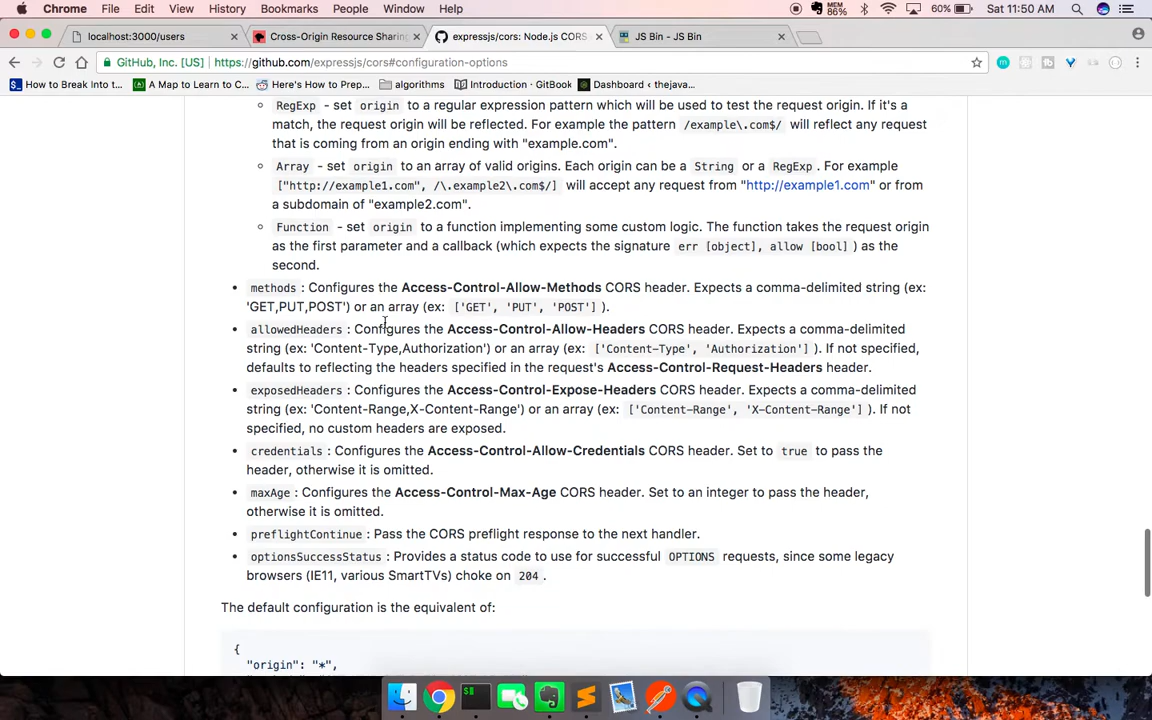 Chrome File Edit View History Bookmarks People Window Help MEM 86% 60% Sat 11:50 AM
localhost:3000/users Cross-Origin Resource Sharing expressjs/cors: Node.js CORS JS Bin - JS Bin
GitHub, Inc. [US] https://github.com/expressjs/cors#configuration-options
How to Break Into t... A Map to Learn to C... Here's How to Prep... algorithms Introduction · GitBook Dashboard ‹ thejava...
RegExp - set origin to a regular expression pattern which will be used to test the request origin. If it's a
match, the request origin will be reflected. For example the pattern /example\.com$/ will reflect any request
that is coming from an origin ending with "example.com".
Array - set origin to an array of valid origins. Each origin can be a String or a RegExp. For example
["http://example1.com", /\.example2\.com$/] will accept any request from "http://example1.com" or from
a subdomain of "example2.com".
Function - set origin to a function implementing some custom logic. The function takes the request origin
as the first parameter and a callback (which expects the signature err [object], allow [bool] ) as the
second.
methods : Configures the Access-Control-Allow-Methods CORS header. Expects a comma-delimited string (ex:
'GET,PUT,POST') or an array (ex: ['GET', 'PUT', 'POST'] ).
allowedHeaders : Configures the Access-Control-Allow-Headers CORS header. Expects a comma-delimited
string (ex: 'Content-Type,Authorization') or an array (ex: ['Content-Type', 'Authorization'] ). If not specified,
defaults to reflecting the headers specified in the request's Access-Control-Request-Headers header.
exposedHeaders : Configures the Access-Control-Expose-Headers CORS header. Expects a comma-delimited
string (ex: 'Content-Range,X-Content-Range') or an array (ex: ['Content-Range', 'X-Content-Range'] ). If not
specified, no custom headers are exposed.
credentials : Configures the Access-Control-Allow-Credentials CORS header. Set to true to pass the
header, otherwise it is omitted.
maxAge : Configures the Access-Control-Max-Age CORS header. Set to an integer to pass the header,
otherwise it is omitted.
preflightContinue : Pass the CORS preflight response to the next handler.
optionsSuccessStatus : Provides a status code to use for successful OPTIONS requests, since some legacy
browsers (IE11, various SmartTVs) choke on 204 .
The default configuration is the equivalent of:
{
"origin": "*",